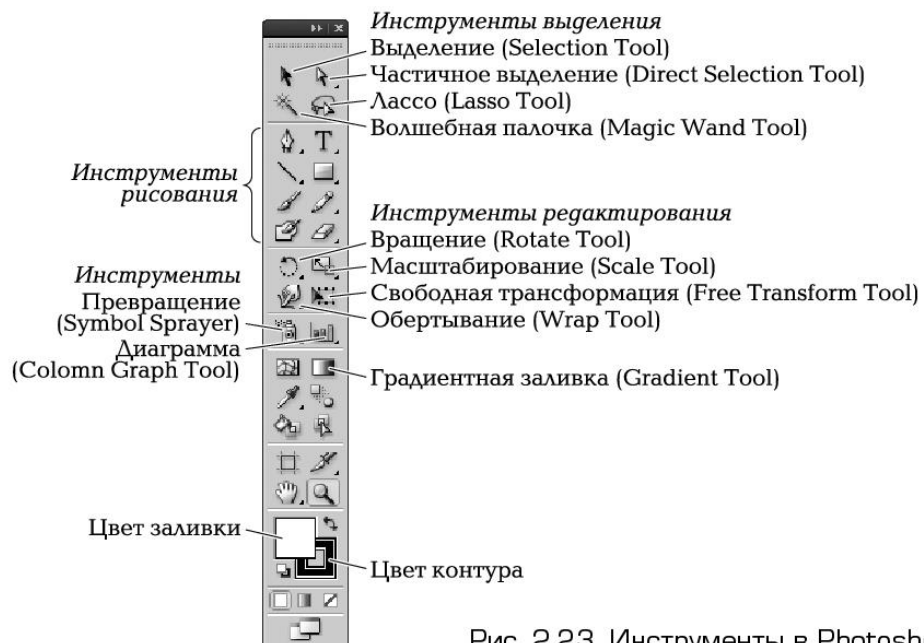 Инструменты выделения
Выделение (Selection Tool)
Частичное выделение (Direct Selection Tool)
Лассо (Lasso Tool)
Волшебная палочка (Magic Wand Tool)
Инструменты
рисования
Инструменты редактирования
Вращение (Rotate Tool)
Масштабирование (Scale Tool)
Свободная трансформация (Free Transform Tool)
Обертывание (Wrap Tool)
Инструменты
Превращение
(Symbol Sprayer)
Диаграмма
(Colomn Graph Tool)
Градиентная заливка (Gradient Tool)
Цвет заливки
Цвет контура
Рис. 2.23. Инструменты в Photosh